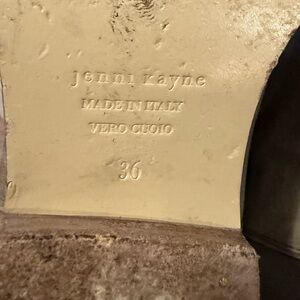 jenni kayne
MADE IN ITALY
VERO CUOIO
36